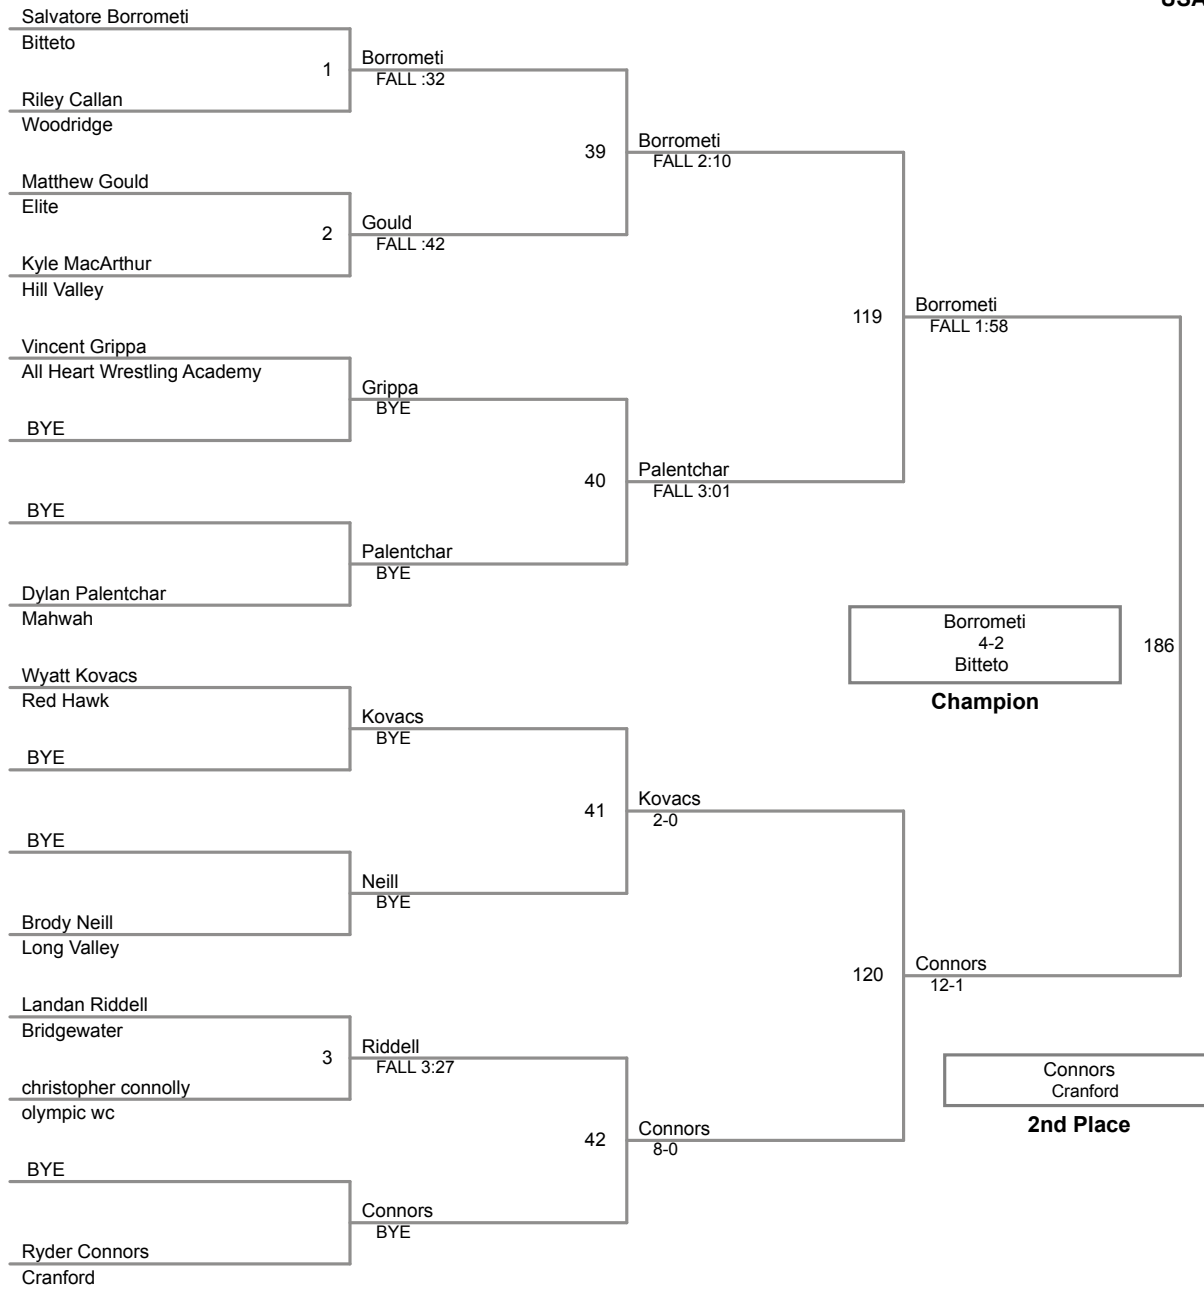 USA
Salvatore Borrometi
Bitteto
1
Borrometi
FALL :32
Riley Callan
Woodridge
39
Borrometi
FALL 2:10
Matthew Gould
Elite
2
Gould
FALL :42
Kyle MacArthur
Hill Valley
119
Borrometi
FALL 1:58
Vincent Grippa
All Heart Wrestling Academy
Grippa
BYE
BYE
40
Palentchar
FALL 3:01
BYE
Palentchar
BYE
Dylan Palentchar
Mahwah
Borrometi
4-2
Bitteto
Champion
186
Wyatt Kovacs
Red Hawk
Kovacs
BYE
BYE
41
Kovacs
2-0
BYE
Neill
BYE
Brody Neill
Long Valley
120
Connors
12-1
Landan Riddell
Bridgewater
3
Riddell
FALL 3:27
christopher connolly
olympic wc
Connors
Cranford
2nd Place
42
Connors
8-0
BYE
Connors
BYE
Ryder Connors
Cranford